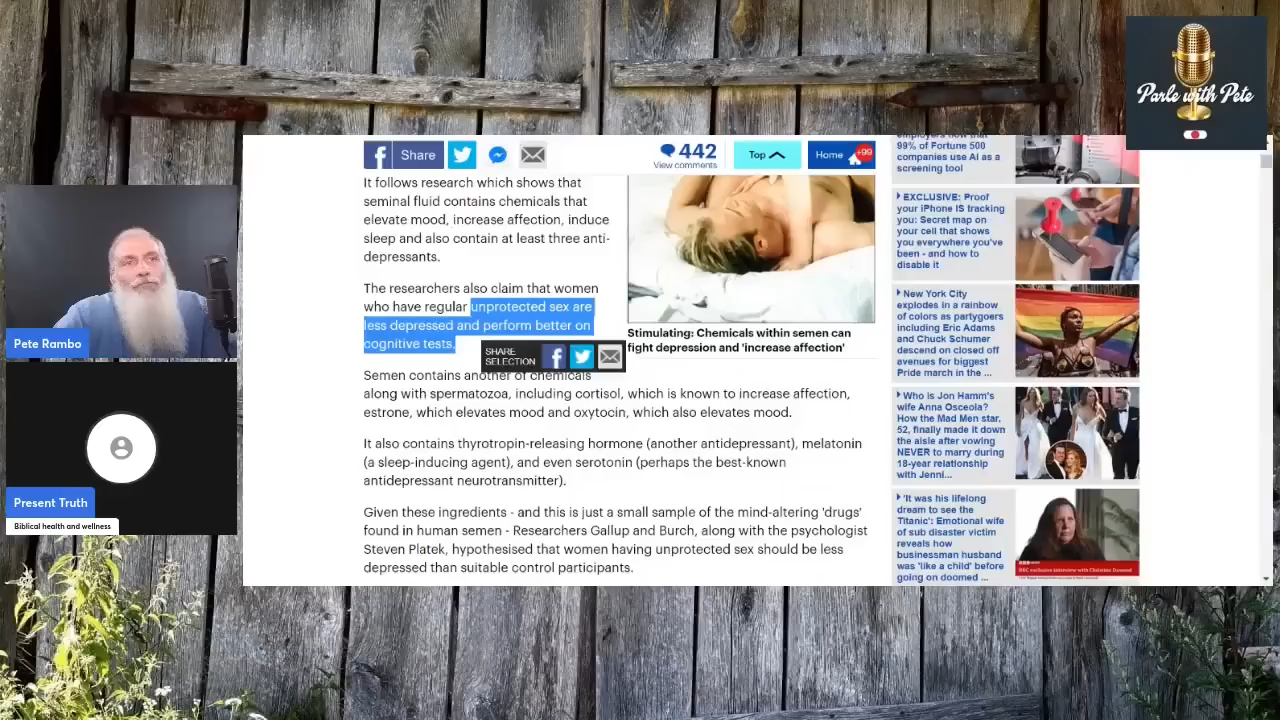 Parle with Pete
Share
442
View comments
Top
Home
+99
It follows research which shows that
seminal fluid contains chemicals that
elevate mood, increase affection, induce
sleep and also contain at least three anti-
depressants.
The researchers also claim that women
who have regular unprotected sex are
less depressed and perform better on
cognitive tests.
SHARE
SELECTION
Stimulating: Chemicals within semen can
fight depression and 'increase affection'
Semen contains another of chamicals
along with spermatozoa, including cortisol, which is known to increase affection,
estrone, which elevates mood and oxytocin, which also elevates mood.
It also contains thyrotropin-releasing hormone (another antidepressant), melatonin
(a sleep-inducing agent), and even serotonin (perhaps the best-known
antidepressant neurotransmitter).
Given these ingredients - and this is just a small sample of the mind-altering 'drugs'
found in human semen - Researchers Gallup and Burch, along with the psychologist
Steven Platek, hypothesised that women having unprotected sex should be less
depressed than suitable control participants.
99% of Fortune 500
companies use AI as a
screening tool
EXCLUSIVE: Proof
your iPhone IS tracking
you: Secret map on
your cell that shows
you everywhere you've
been - and how to
disable it
New York City
explodes in a rainbow
of colors as partygoers
including Eric Adams
and Chuck Schumer
descend on closed off
avenues for biggest
Pride march in the ...
Who is Jon Hamm's
wife Anna Osceola?
How the Mad Men star,
52, finally made it down
the aisle after vowing
NEVER to marry during
18-year relationship
with Jenni...
'It was his lifelong
dream to see the
Titanic': Emotional wife
of sub disaster victim
reveals how
businessman husband
was 'like a child' before
going on doomed ...
Pete Rambo
Present Truth
Biblical health and wellness